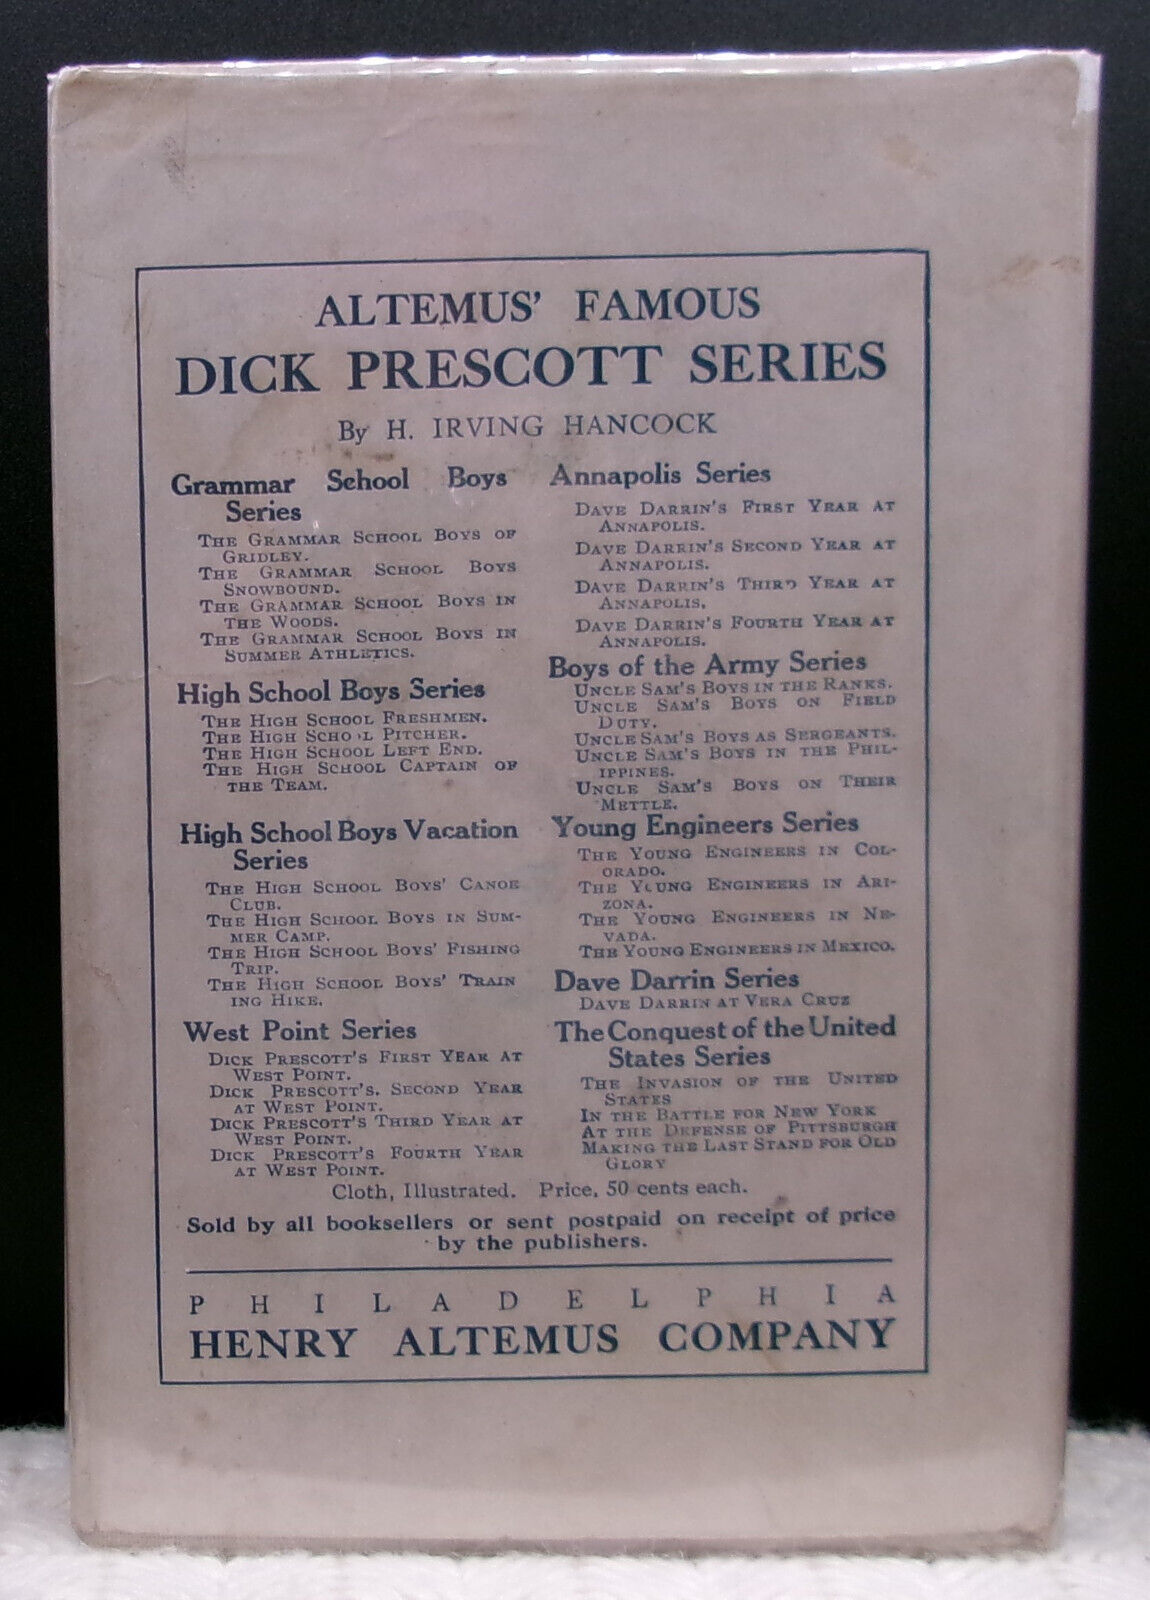 ALTEMUS' FAMOUS
DICK PRESCOTT SERIES
By H. IRVING HANCOCK
Grammar School Boys
Series
THE GRAMMAR SCHOOL BOYS OF
GRIDLEY.
THE GRAMMAR SCHOOL BOYS
SNOWBOUND.
THE GRAMMAR SCHOOL BOYS IN
THE WOODS.
THE GRAMMAR SCHOOL BOYS IN
SUMMER ATHLETICS.
High School Boys Series
THE HIGH SCHOOL FRESHMEN.
THE HIGH SCHOOL PITCHER.
THE HIGH SCHOOL LEFT END.
THE HIGH SCHOOL CAPTAIN OF
THE TEAM.
High School Boys Vacation
Series
THE HIGH SCHOOL BOYS' CANOE
CLUB.
THE HIGH SCHOOL BOYS IN SUM-
MER CAMP.
THE HIGH SCHOOL BOYS' FISHING
TRIP.
THE HIGH SCHOOL BOYS' TRAIN
ING HIKE.
West Point Series
DICK PRESCOTT'S FIRST YEAR AT
WEST POINT.
DICK PRESCOTT'S. SECOND YEAR
AT WEST POINT.
DICK PRESCOTT'S THIRD YEAR AT
WEST POINT.
DICK PRESCOTT'S FOURTH YEAR
AT WEST POINT.
Annapolis Series
DAVE DARRIN'S FIRST YEAR AT
ANNAPOLIS.
DAVE DARRIN'S SECOND YEAR AT
ANNAPOLIS.
DAVE DARRIN'S THIRD YEAR AT
ANNAPOLIS.
DAVE DARRIN'S FOURTH YEAR AT
ANNAPOLIS.
Boys of the Army Series
UNCLE SAM'S BOYS IN THE RANKS.
UNCLE SAM'S BOYS ON FIELD
DUTY.
UNCLE SAM'S BOYS AS SERGEANTS.
UNCLE SAM'S BOYS IN THE PHIL-
IPPINES.
UNCLE SAM'S BOYS ON THEIR
METTLE.
Young Engineers Series
THE YOUNG ENGINEERS IN COL-
ORADO.
THE YOUNG ENGINEERS IN ARI-
ZONA.
THE YOUNG ENGINEERS IN NE-
VADA.
THE YOUNG ENGINEERS IN MEXICO.
Dave Darrin Series
DAVE DARRIN AT VERA CRUZ
The Conquest of the United
States Series
THE INVASION OF THE UNITED
STATES
IN THE BATTLE FOR NEW YORK
AT THE DEFENSE OF PITTSBURGH
MAKING THE LAST STAND FOR OLD
GLORY
Cloth, Illustrated. Price, 50 cents each.
Sold by all booksellers or sent postpaid on receipt of price
by the publishers.
PHILADELPHIA
HENRY ALTEMUS COMPANY